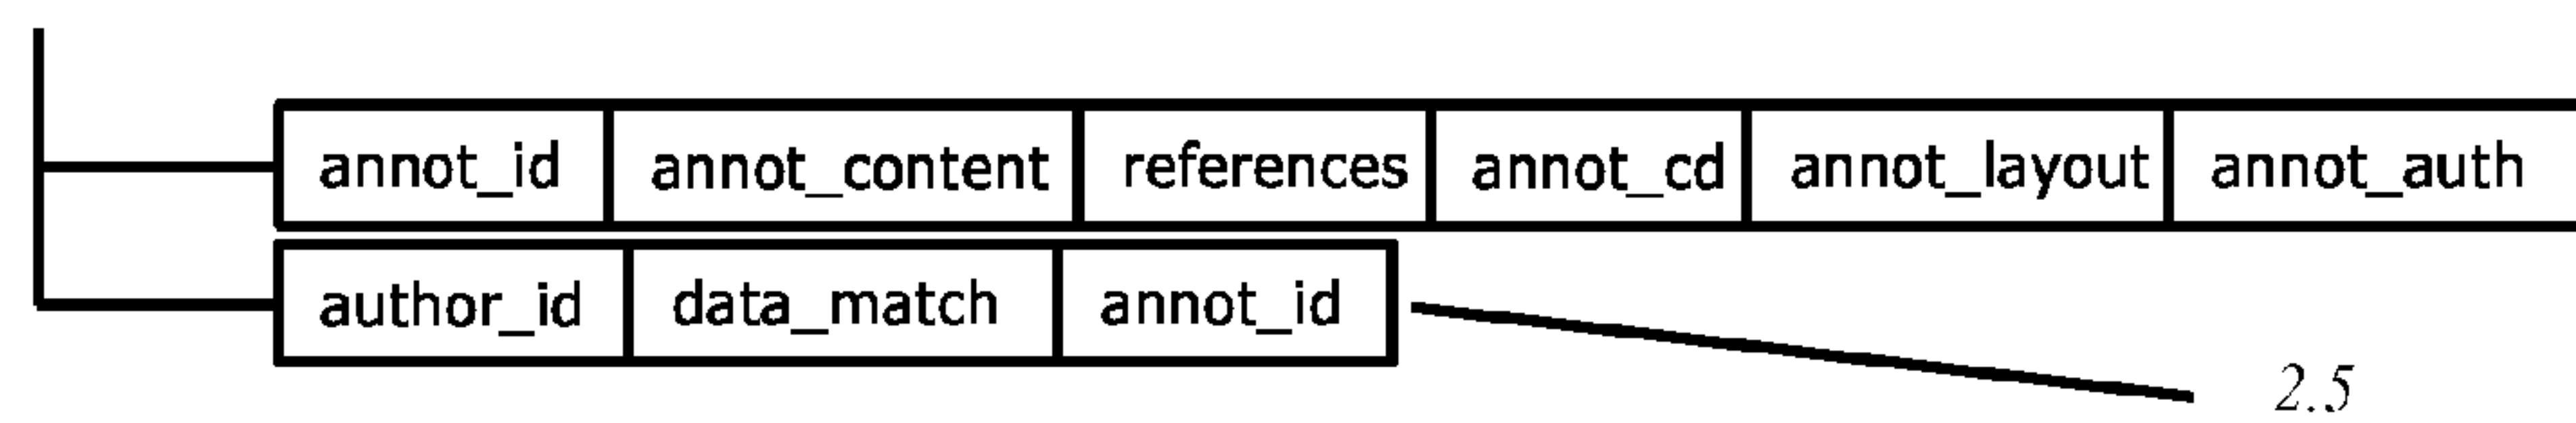 annot_id annot_content references annot_cd annot_layout annot_auth
author_id data_match annot_id
2.5